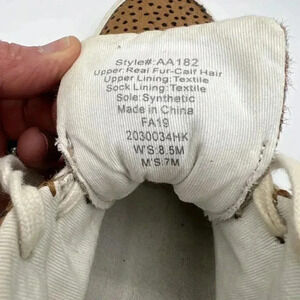 Style#: AA182
Upper: Real Fur-Calf Hair
Upper Lining: Textile
Sock Lining: Textile
Sole: Synthetic
Made in China
FA19
2030034HK
W'S: 8.5M
M'S: 7M